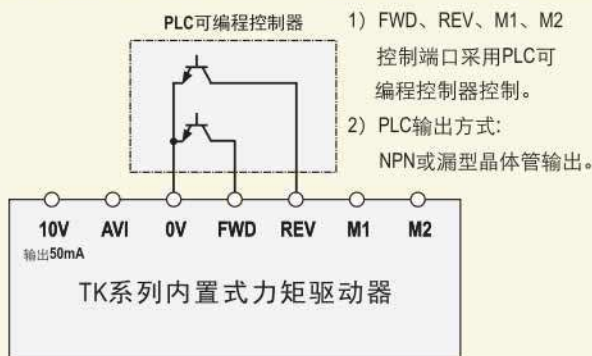 PLC可编程控制器
1) FWD、REV、M1、M2
控制端口采用PLC可
编程控制器控制。
2) PLC输出方式:
NPN或漏型晶体管输出。
10V AVI 0V FWD REV M1 M2
输出50mA
TK系列内置式力矩驱动器